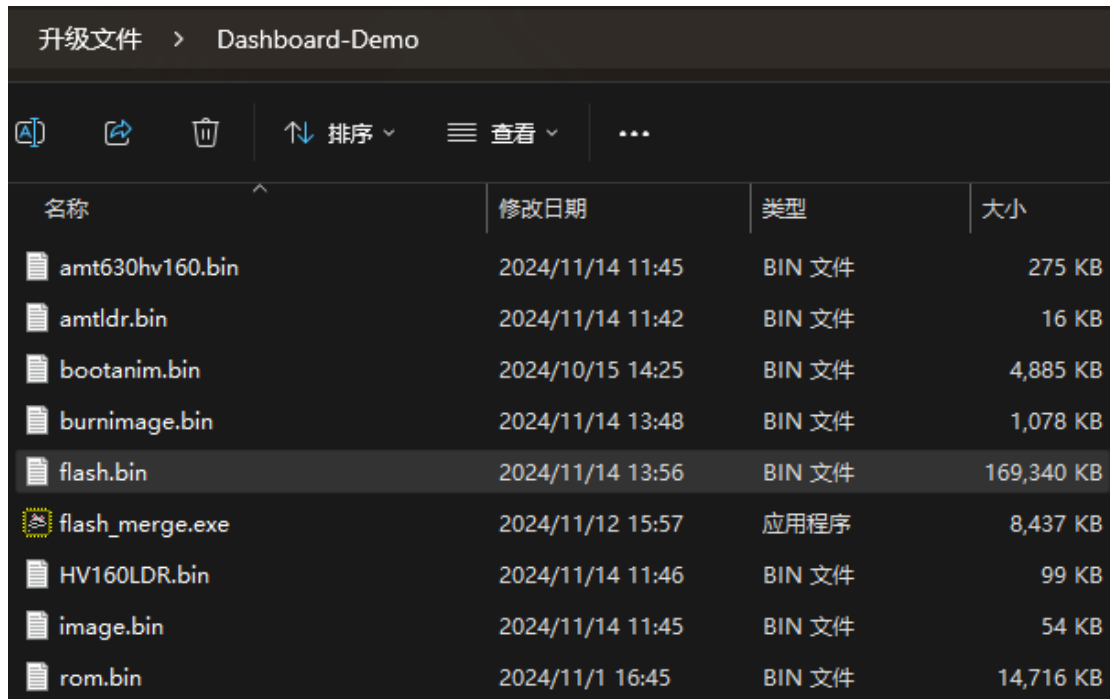 升级文件 > Dashboard-Demo
排序 查看 •••
名称 修改日期 类型 大小
amt630hv160.bin 2024/11/14 11:45 BIN 文件 275 KB
amtldr.bin 2024/11/14 11:42 BIN 文件 16 KB
bootanim.bin 2024/10/15 14:25 BIN 文件 4,885 KB
burnimage.bin 2024/11/14 13:48 BIN 文件 1,078 KB
flash.bin 2024/11/14 13:56 BIN 文件 169,340 KB
flash_merge.exe 2024/11/12 15:57 应用程序 8,437 KB
HV160LDR.bin 2024/11/14 11:46 BIN 文件 99 KB
image.bin 2024/11/14 11:45 BIN 文件 54 KB
rom.bin 2024/11/1 16:45 BIN 文件 14,716 KB